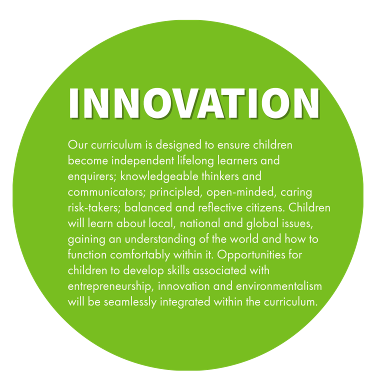 INNOVATION
Our curriculum is designed to ensure children
become independent lifelong learners and
enquirers; knowledgeable thinkers and
communicators; principled, open-minded, caring
risk-takers; balanced and reflective citizens. Children
will learn about local, national and global issues,
gaining an understanding of the world and how to
function comfortably within it. Opportunities for
children to develop skills associated with
entrepreneurship, innovation and environmentalism
will be seamlessly integrated within the curriculum.